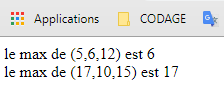 Applications CODAGE
le max de (5,6,12) est 6
le max de (17,10,15) est 17